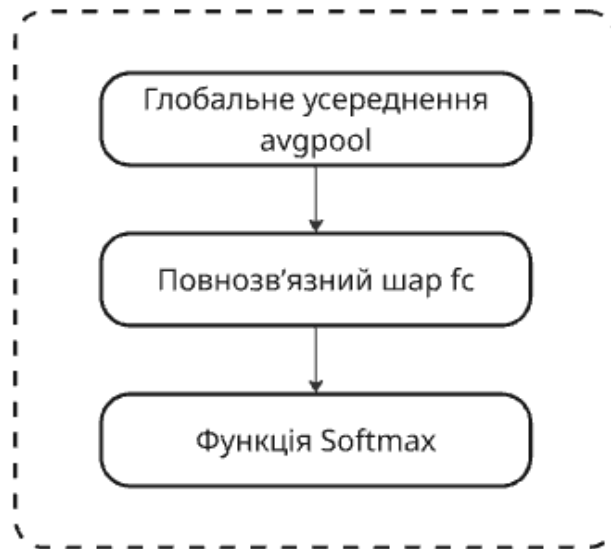 Глобальне усереднення
avgpool
Повнозв’язний шар fc
Функція Softmax